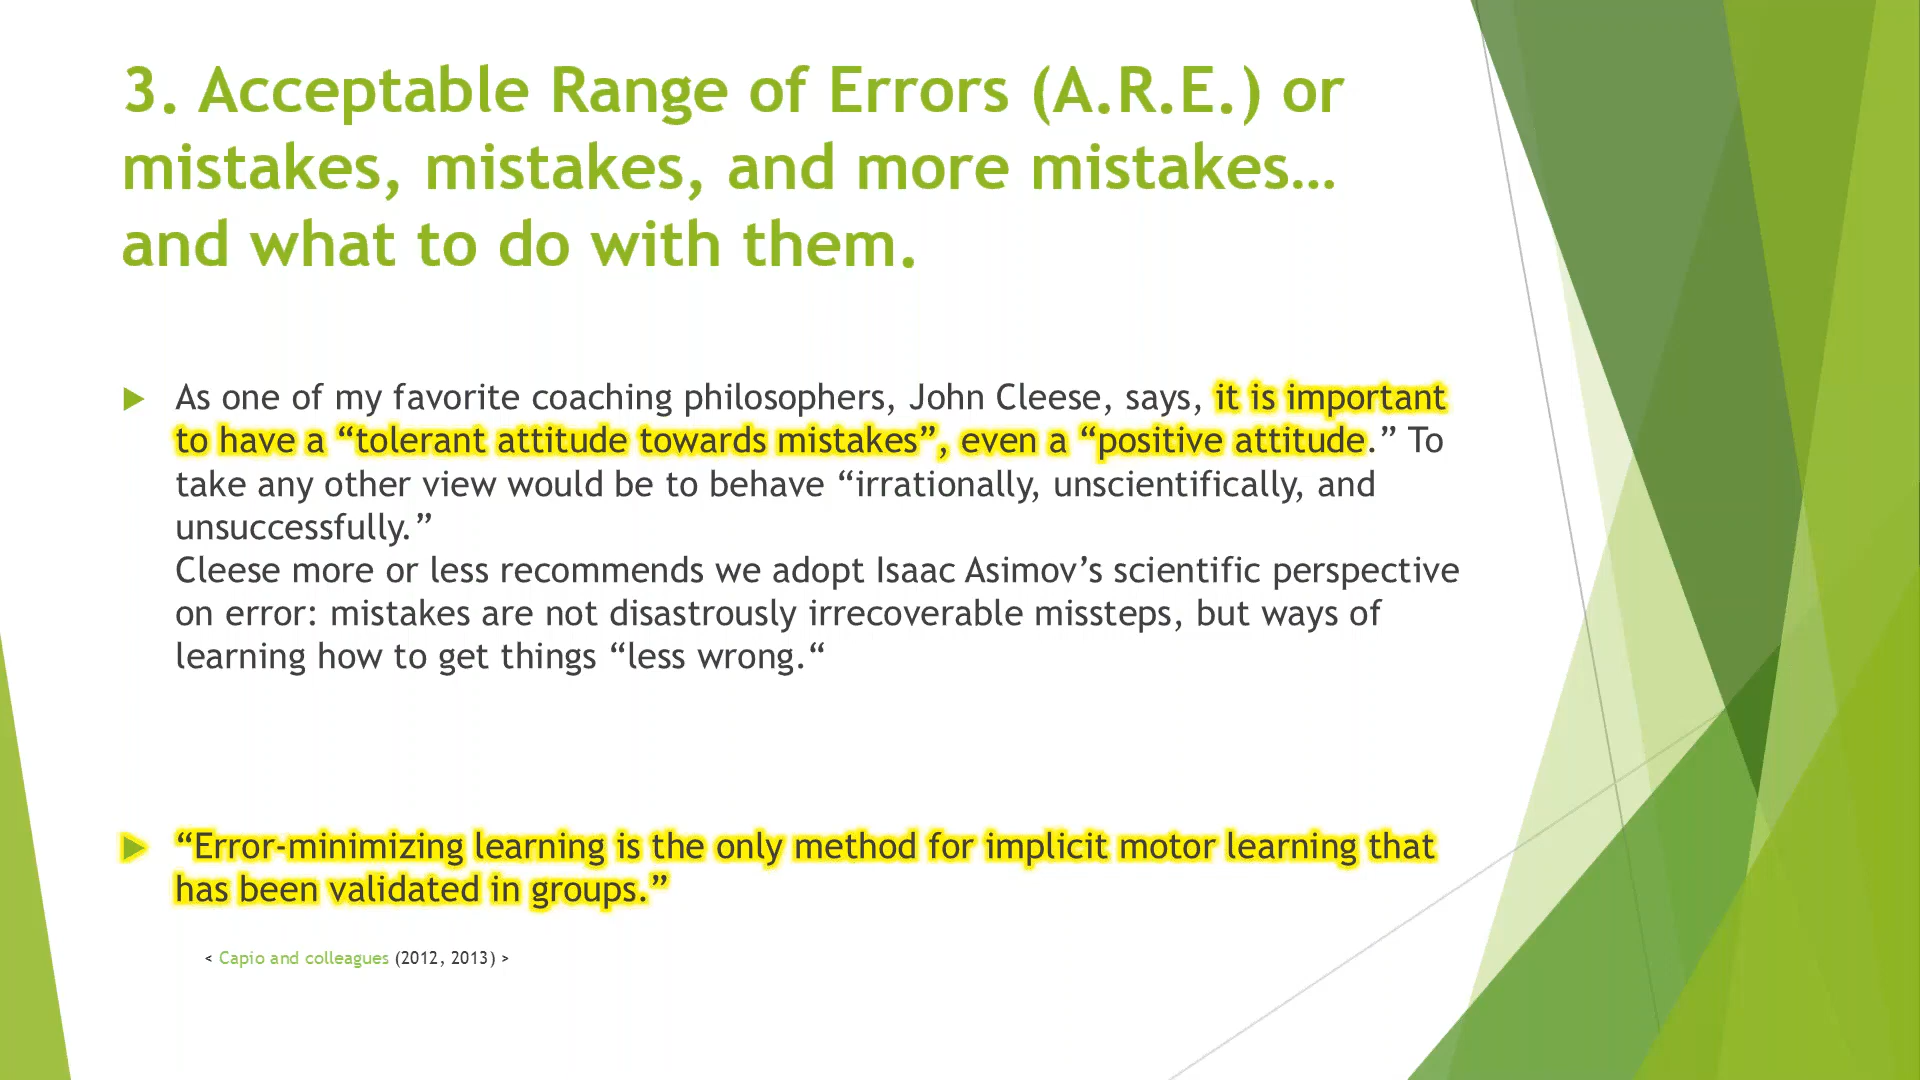 3. Acceptable Range of Errors (A.R.E.) or
mistakes, mistakes, and more mistakes…
and what to do with them.
As one of my favorite coaching philosophers, John Cleese, says, it is important
to have a “tolerant attitude towards mistakes”, even a “positive attitude.” To
take any other view would be to behave “irrationally, unscientifically, and
unsuccessfully.”
Cleese more or less recommends we adopt Isaac Asimov’s scientific perspective
on error: mistakes are not disastrously irrecoverable missteps, but ways of
learning how to get things “less wrong.“
“Error-minimizing learning is the only method for implicit motor learning that
has been validated in groups.”
< Capio and colleagues (2012, 2013) >